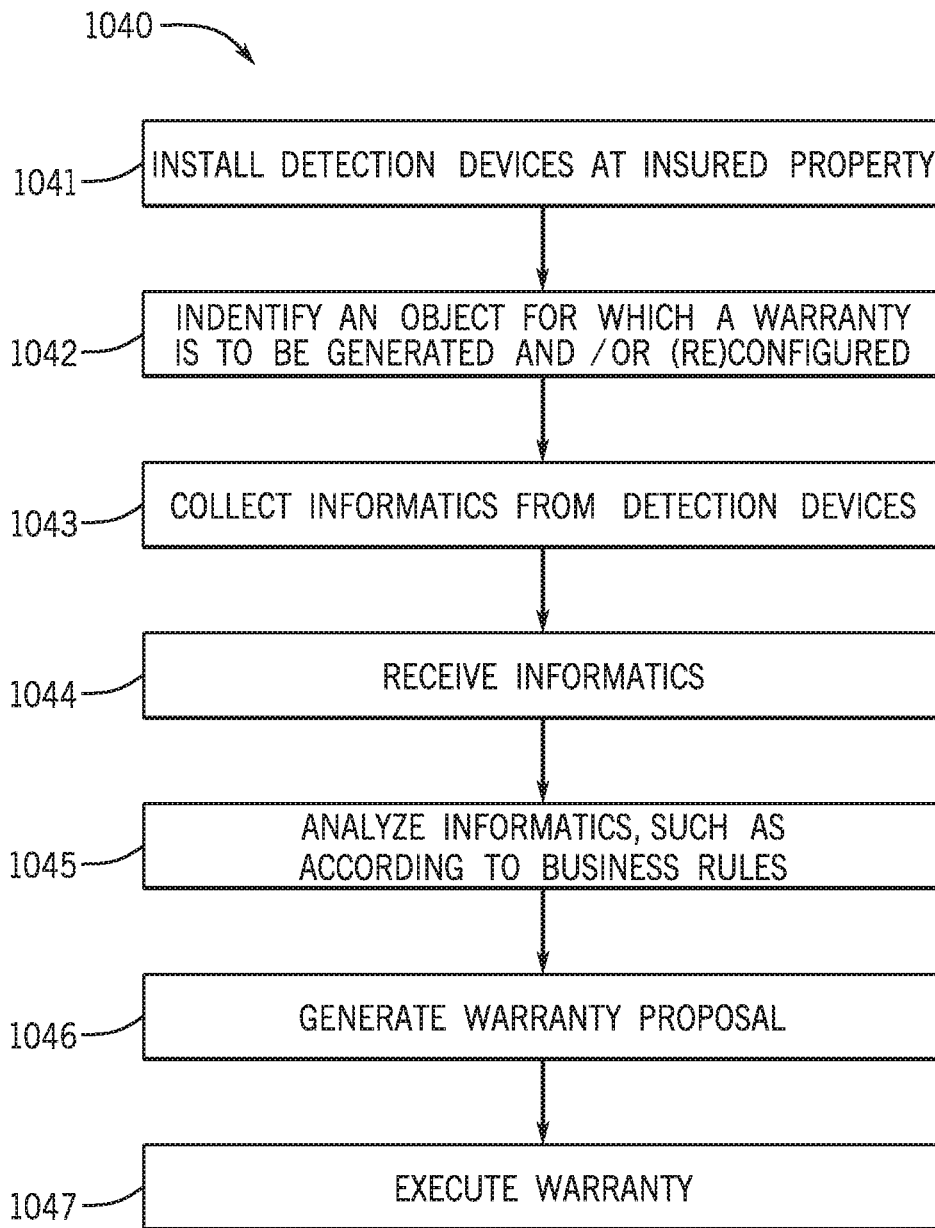 1040
1041
INSTALL DETECTION DEVICES AT INSURED PROPERTY
1042
INDENTIFY AN OBJECT FOR WHICH A WARRANTY
IS TO BE GENERATED AND /OR (RE)CONFIGURED
1043
COLLECT INFORMATICS FROM DETECTION DEVICES
1044
RECEIVE INFORMATICS
1045
ANALYZE INFORMATICS, SUCH AS
ACCORDING TO BUSINESS RULES
1046
GENERATE WARRANTY PROPOSAL
1047
EXECUTE WARRANTY